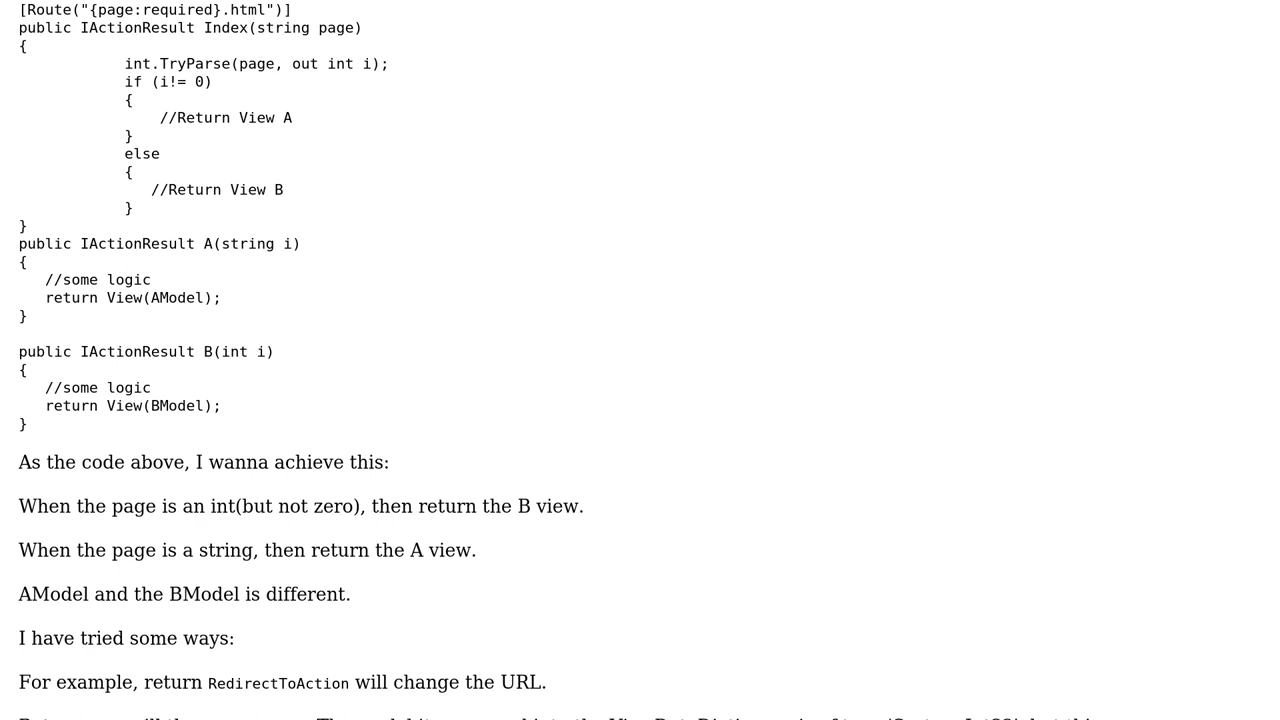 [Route("{page:required}.html")]
public IActionResult Index(string page)
{
int.TryParse(page, out int i);
if (i!= 0)
{
//Return View A
}
else
{
//Return View B
}
}
public IActionResult A(string i)
{
//some logic
return View(AModel);
}
public IActionResult B(int i)
{
//some logic
return View(BModel);
}
As the code above, I wanna achieve this:
When the page is an int(but not zero), then return the B view.
When the page is a string, then return the A view.
AModel and the BModel is different.
I have tried some ways:
For example, return RedirectToAction will change the URL.